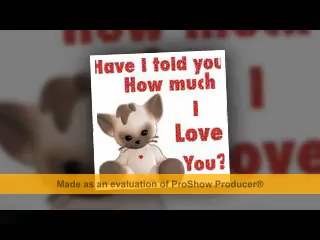 Have I told you
How much
I
Love
You?
Made as an evaluation of ProShow Producer®